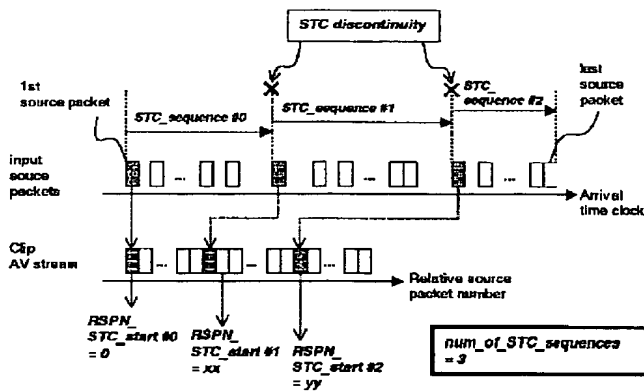 STC discontinuity
1st
source packet
last
source
packet
STC_sequence #0
STC_sequence #1
STC_
sequence #2
input
souce
packets
...
...
...
Arrival
time clock
Clip
AV stream
...
...
...
Relative source
packet number
RSPN_
STC_start #0
= 0
RSPN_
STC_start #1
= xx
RSPN_
STC_start #2
= yy
num_of_STC_sequences
= 3